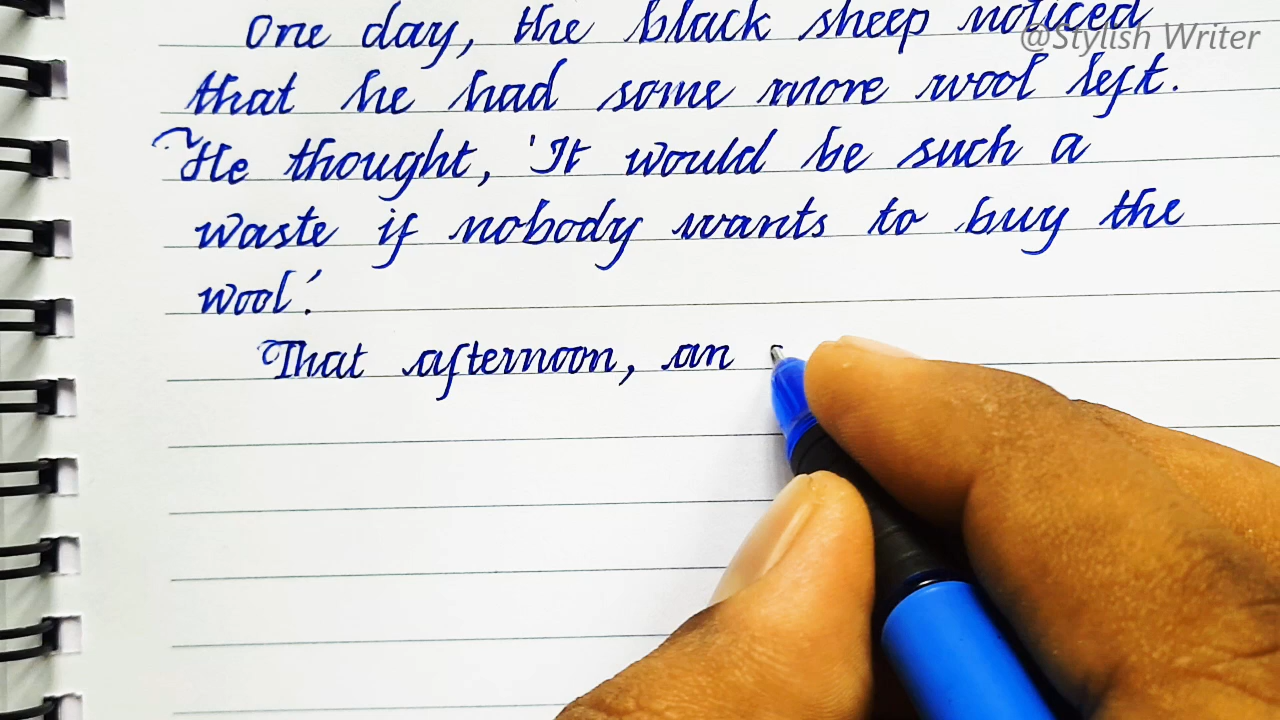 One day, the black sheep noticed
@Stylish Writer
that he had some more wool left.
He thought, 'It would be such a
waste if nobody wants to buy the
wool.'
That afternoon, an